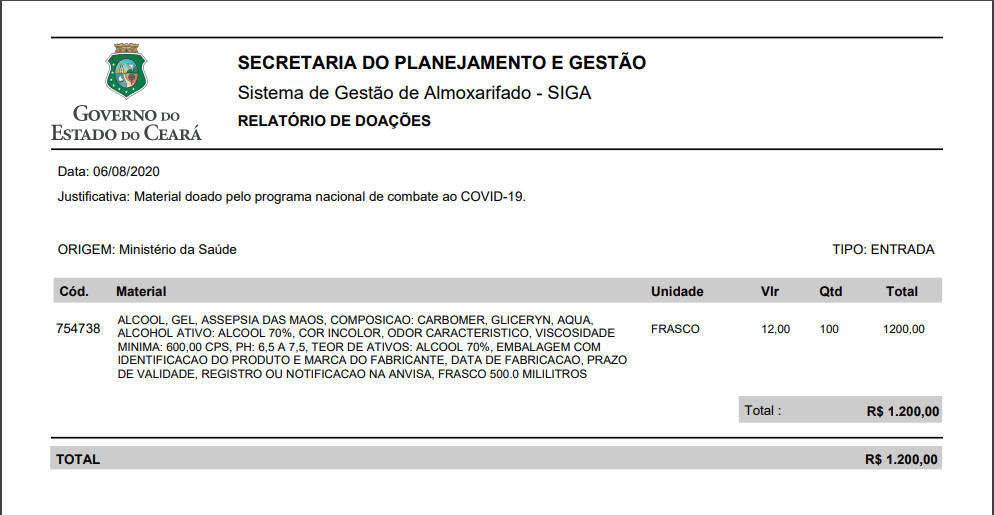 GOVERNO DO
ESTADO DO CEARÁ
SECRETARIA DO PLANEJAMENTO E GESTÃO
Sistema de Gestão de Almoxarifado - SIGA
RELATÓRIO DE DOAÇÕES
Data: 06/08/2020
Justificativa: Material doado pelo programa nacional de combate ao COVID-19.
ORIGEM: Ministério da Saúde TIPO: ENTRADA
Cód. Material Unidade Vlr Qtd Total
754738 ALCOOL, GEL, ASSEPSIA DAS MAOS, COMPOSICAO: CARBOMER, GLICERYN, AQUA, FRASCO 12,00 100 1200,00
ALCOHOL ATIVO: ALCOOL 70%, COR INCOLOR, ODOR CARACTERISTICO, VISCOSIDADE
MINIMA: 600,00 CPS, PH: 6,5 A 7,5, TEOR DE ATIVOS: ALCOOL 70%, EMBALAGEM COM
IDENTIFICACAO DO PRODUTO E MARCA DO FABRICANTE, DATA DE FABRICACAO, PRAZO
DE VALIDADE, REGISTRO OU NOTIFICACAO NA ANVISA, FRASCO 500.0 MILILITROS
Total : R$ 1.200,00
TOTAL R$ 1.200,00